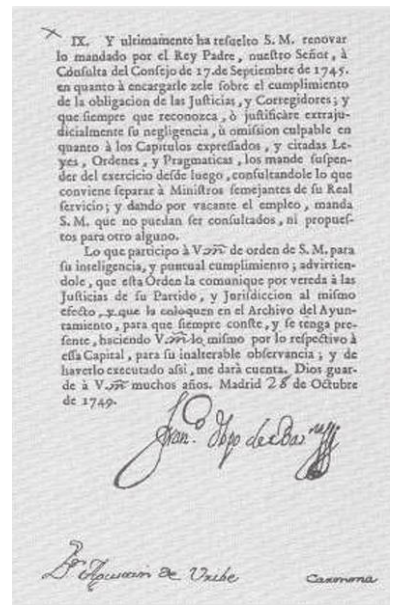 IX. Y ultimamente ha resuelto S. M. renovar
lo mandado por el Rey Padre, nuestro Señor, à
Consulta del Consejo de 17. de Septiembre de 1745.
en quanto à encargarle zele sobre el cumplimiento
de la obligacion de las Justicias, y Corregidores; y
que siempre que reconozca, ò justificàre extraju-
dicialmente su negligencia, ù omission culpable en
quanto à los Capitulos expressados, y citadas Le-
yes, Ordenes, y Pragmaticas, los mande suspen-
der del exercicio desde luego, consultandole lo que
conviene separar à Ministros semejantes de su Real
servicio; y dando por vacante el empleo, manda
S. M. que no puedan ser consultados, ni propues-
tos para otro alguno.
Lo que participo à V. m de orden de S. M. para
su inteligencia, y puntual cumplimiento; advirtien-
dole, que esta Orden la comunique por vereda à las
Justicias de su Partido, y Jurisdiccion al mismo
efecto, y que la coloquen en el Archivo del Ayun-
tamiento, para que siempre conste, y se tenga pre-
sente, haciendo V. m lo mismo por lo respectivo à
essa Capital, para su inalterable observancia; y de
haverlo executado assi, me darà cuenta. Dios guar-
de à V. m muchos años. Madrid 28 de Octubre
de 1749.
de Uribe Carmona